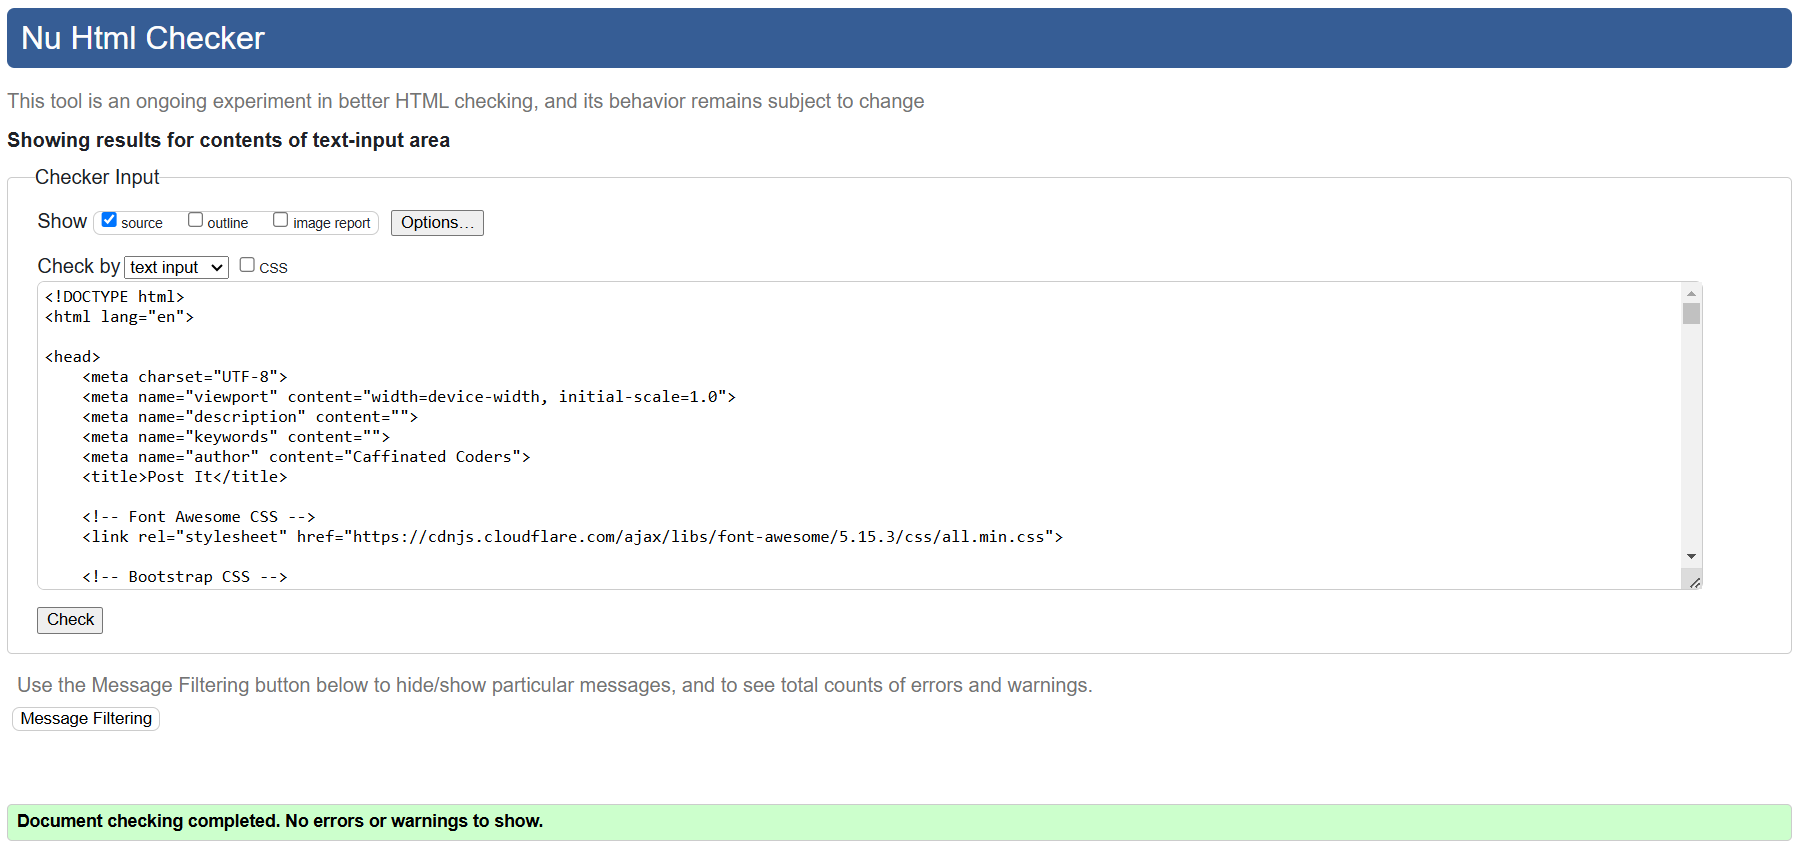 Nu Html Checker
This tool is an ongoing experiment in better HTML checking, and its behavior remains subject to change
Showing results for contents of text-input area
Checker Input
Show source outline image report Options...
Check by text input CSS
<!DOCTYPE html>
<html lang="en">
<head>
<meta charset="UTF-8">
<meta name="viewport" content="width=device-width, initial-scale=1.0">
<meta name="description" content="">
<meta name="keywords" content="">
<meta name="author" content="Caffinated Coders">
<title>Post It</title>
<!-- Font Awesome CSS -->
<link rel="stylesheet" href="https://cdnjs.cloudflare.com/ajax/libs/font-awesome/5.15.3/css/all.min.css">
<!-- Bootstrap CSS -->
Check
Use the Message Filtering button below to hide/show particular messages, and to see total counts of errors and warnings.
Message Filtering
Document checking completed. No errors or warnings to show.